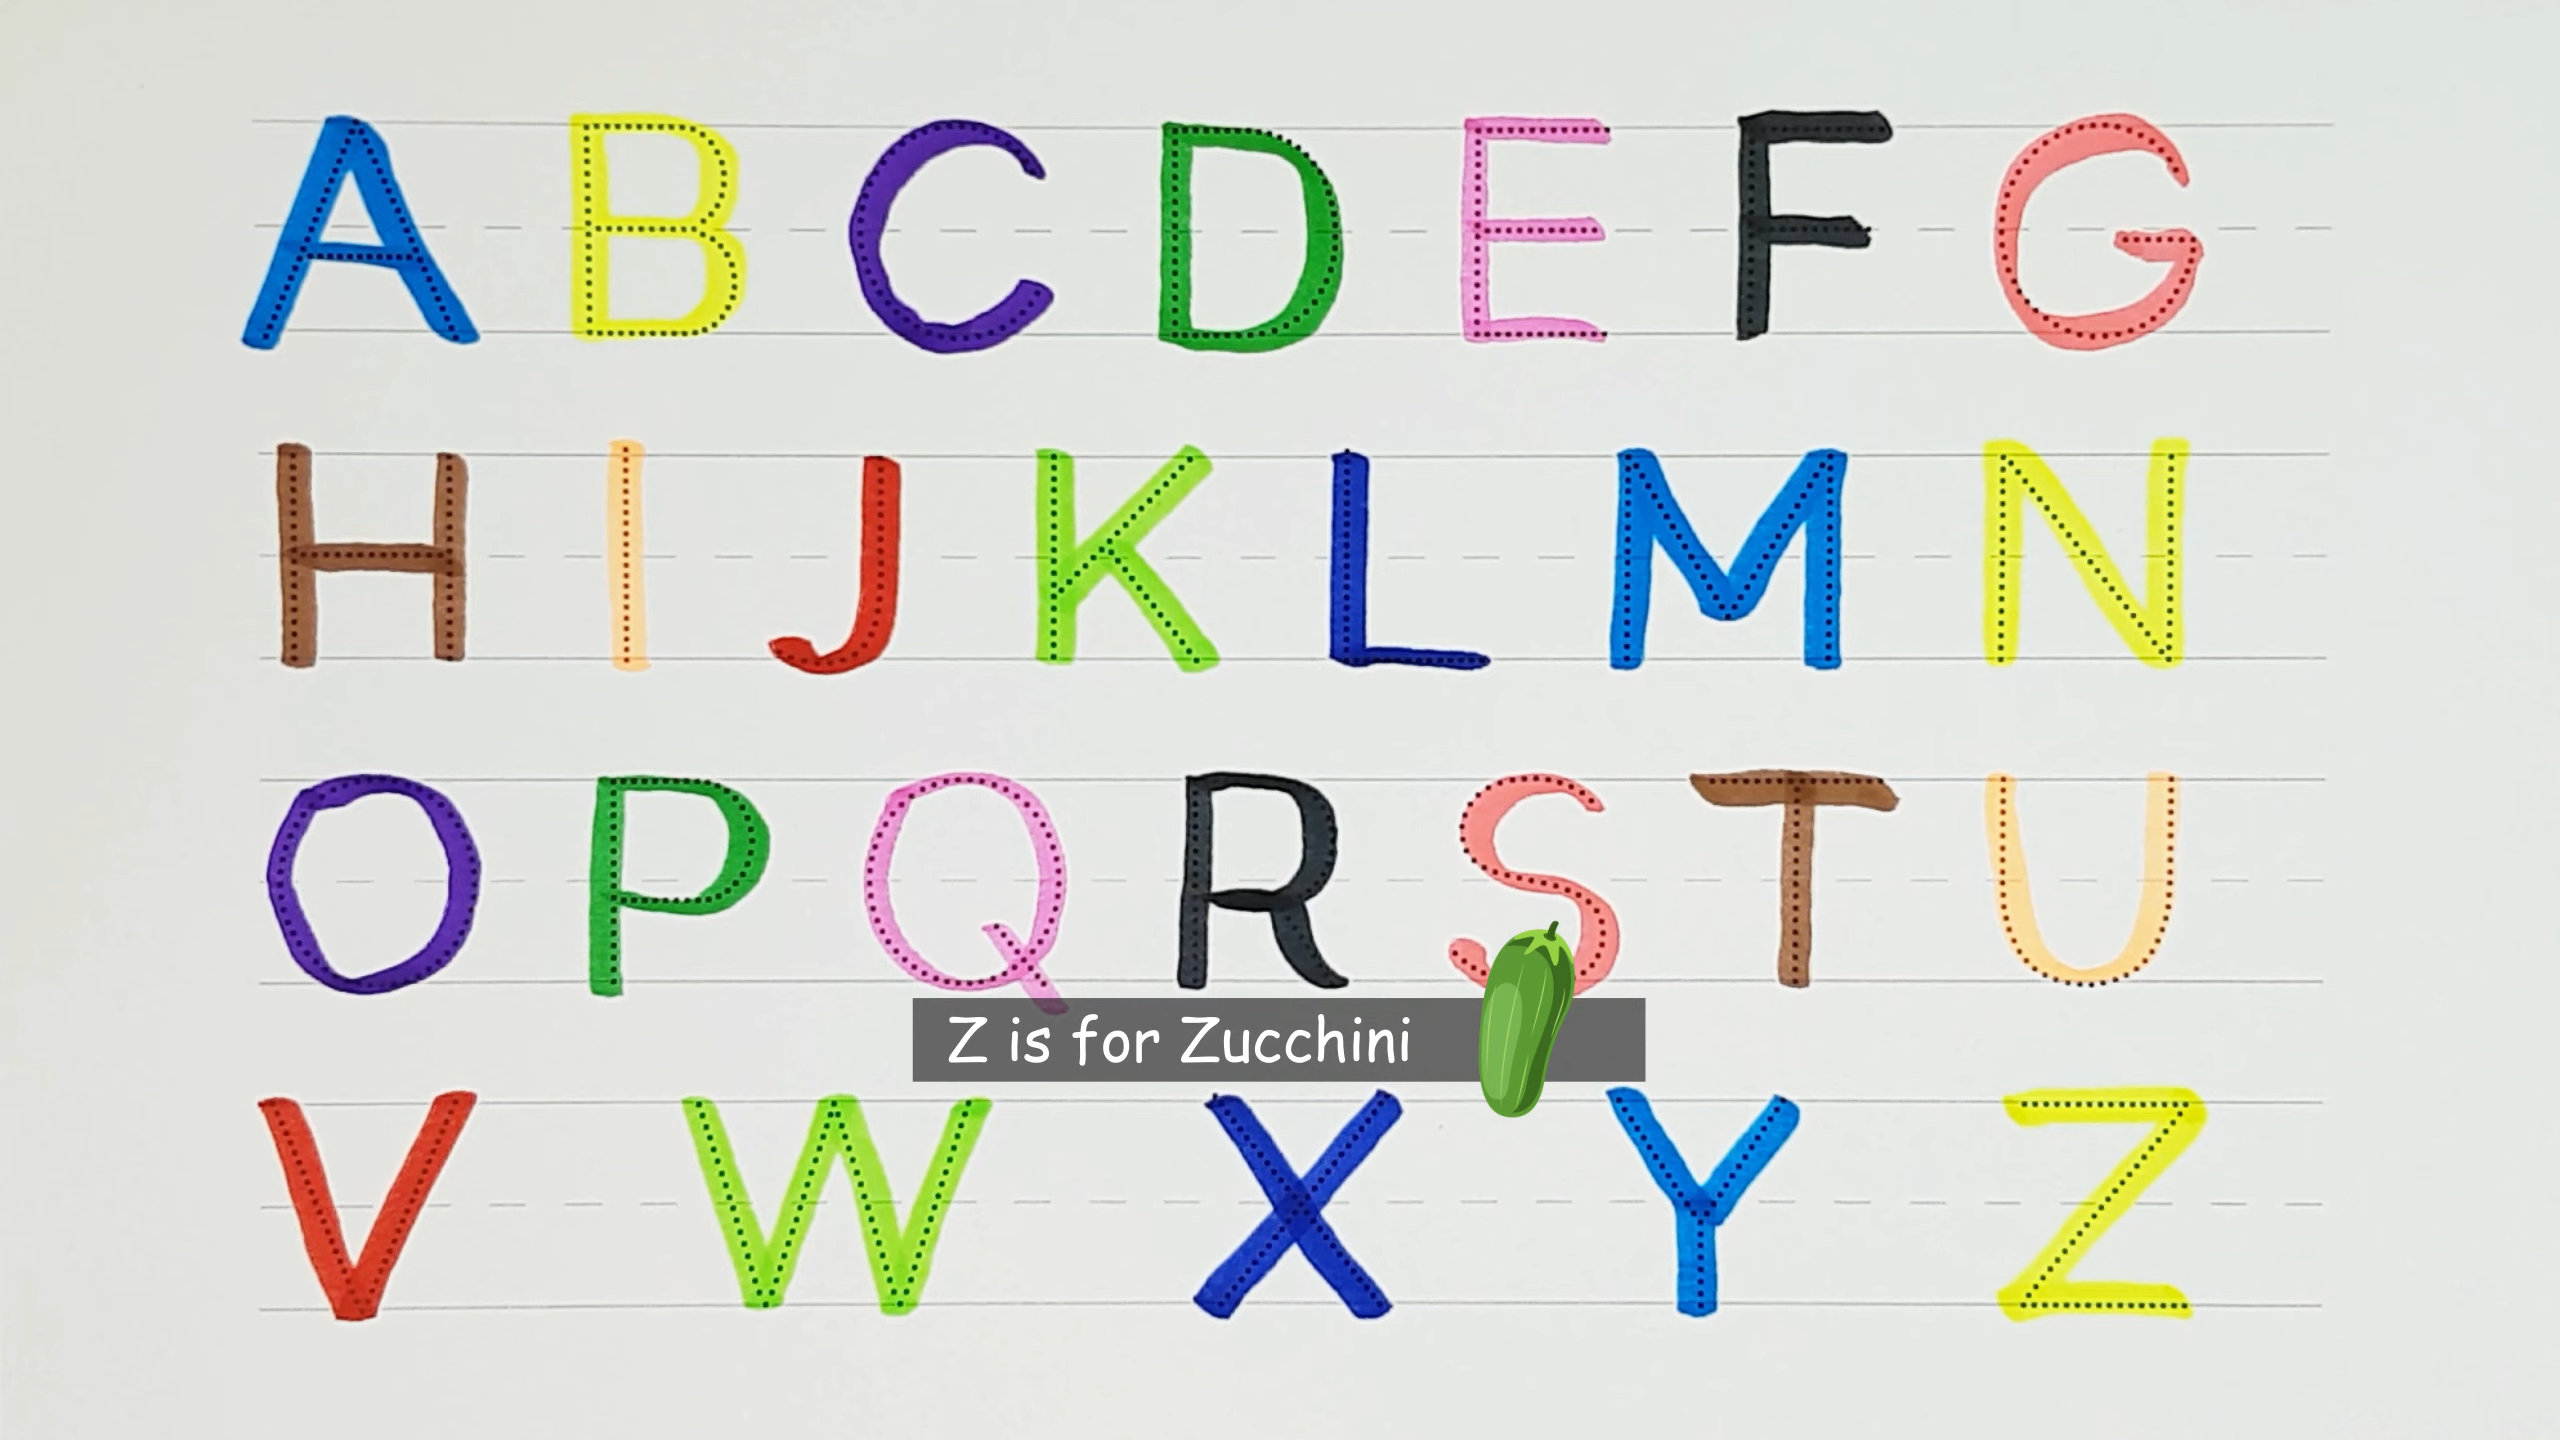 A B C D E F G
H I J K L M N
O P Q R S T U
Z is for Zucchini
V W X Y Z